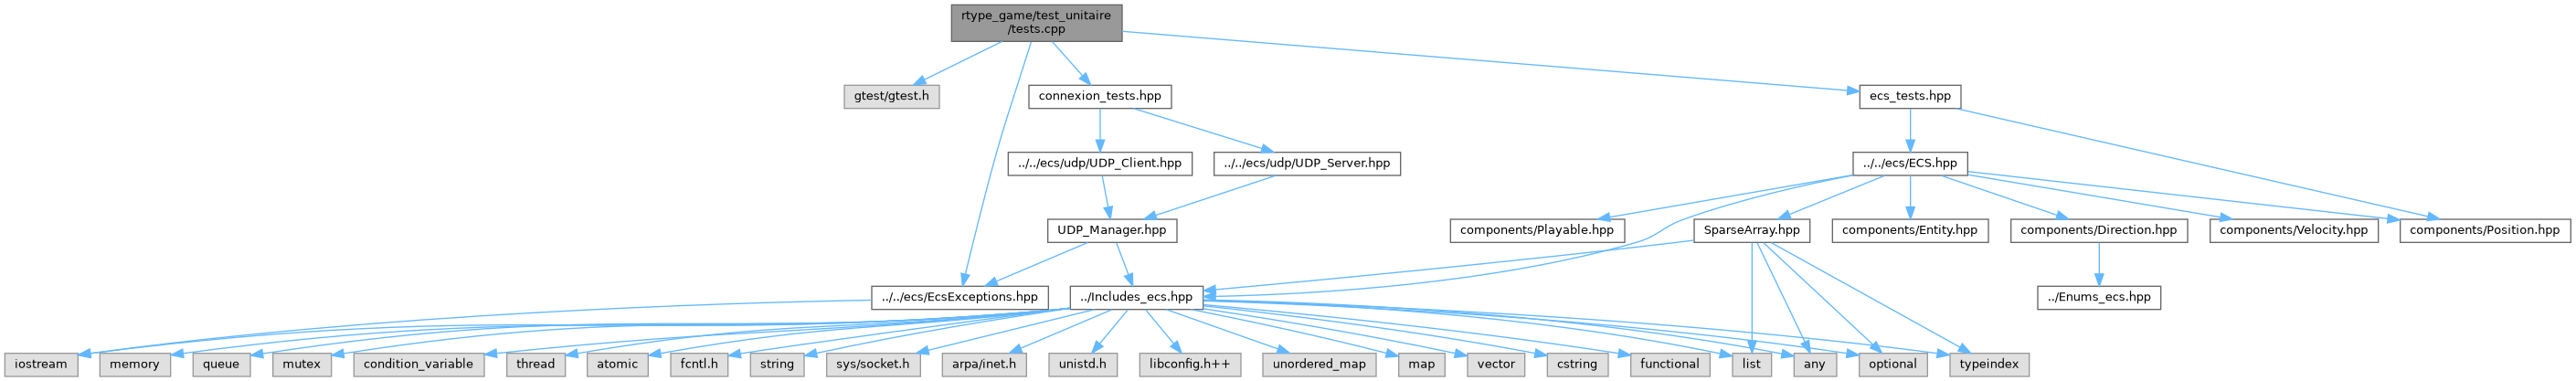 rtype_game/test_unitaire
/tests.cpp
gtest/gtest.h
connexion_tests.hpp
ecs_tests.hpp
../../ecs/udp/UDP_Client.hpp
../../ecs/udp/UDP_Server.hpp
../../ecs/ECS.hpp
UDP_Manager.hpp
components/Playable.hpp
SparseArray.hpp
components/Entity.hpp
components/Direction.hpp
components/Velocity.hpp
components/Position.hpp
../../ecs/EcsExceptions.hpp
../Includes_ecs.hpp
../Enums_ecs.hpp
iostream
memory
queue
mutex
condition_variable
thread
atomic
fcntl.h
string
sys/socket.h
arpa/inet.h
unistd.h
libconfig.h++
unordered_map
map
vector
cstring
functional
list
any
optional
typeindex